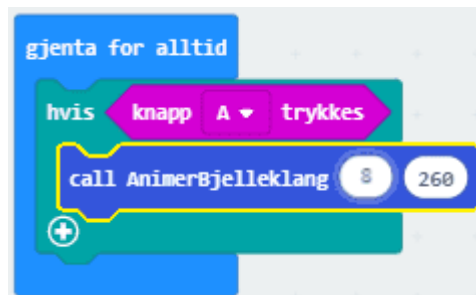 gjenta for alltid
hvis knapp A trykkes
call AnimerBjelleklang 8 260